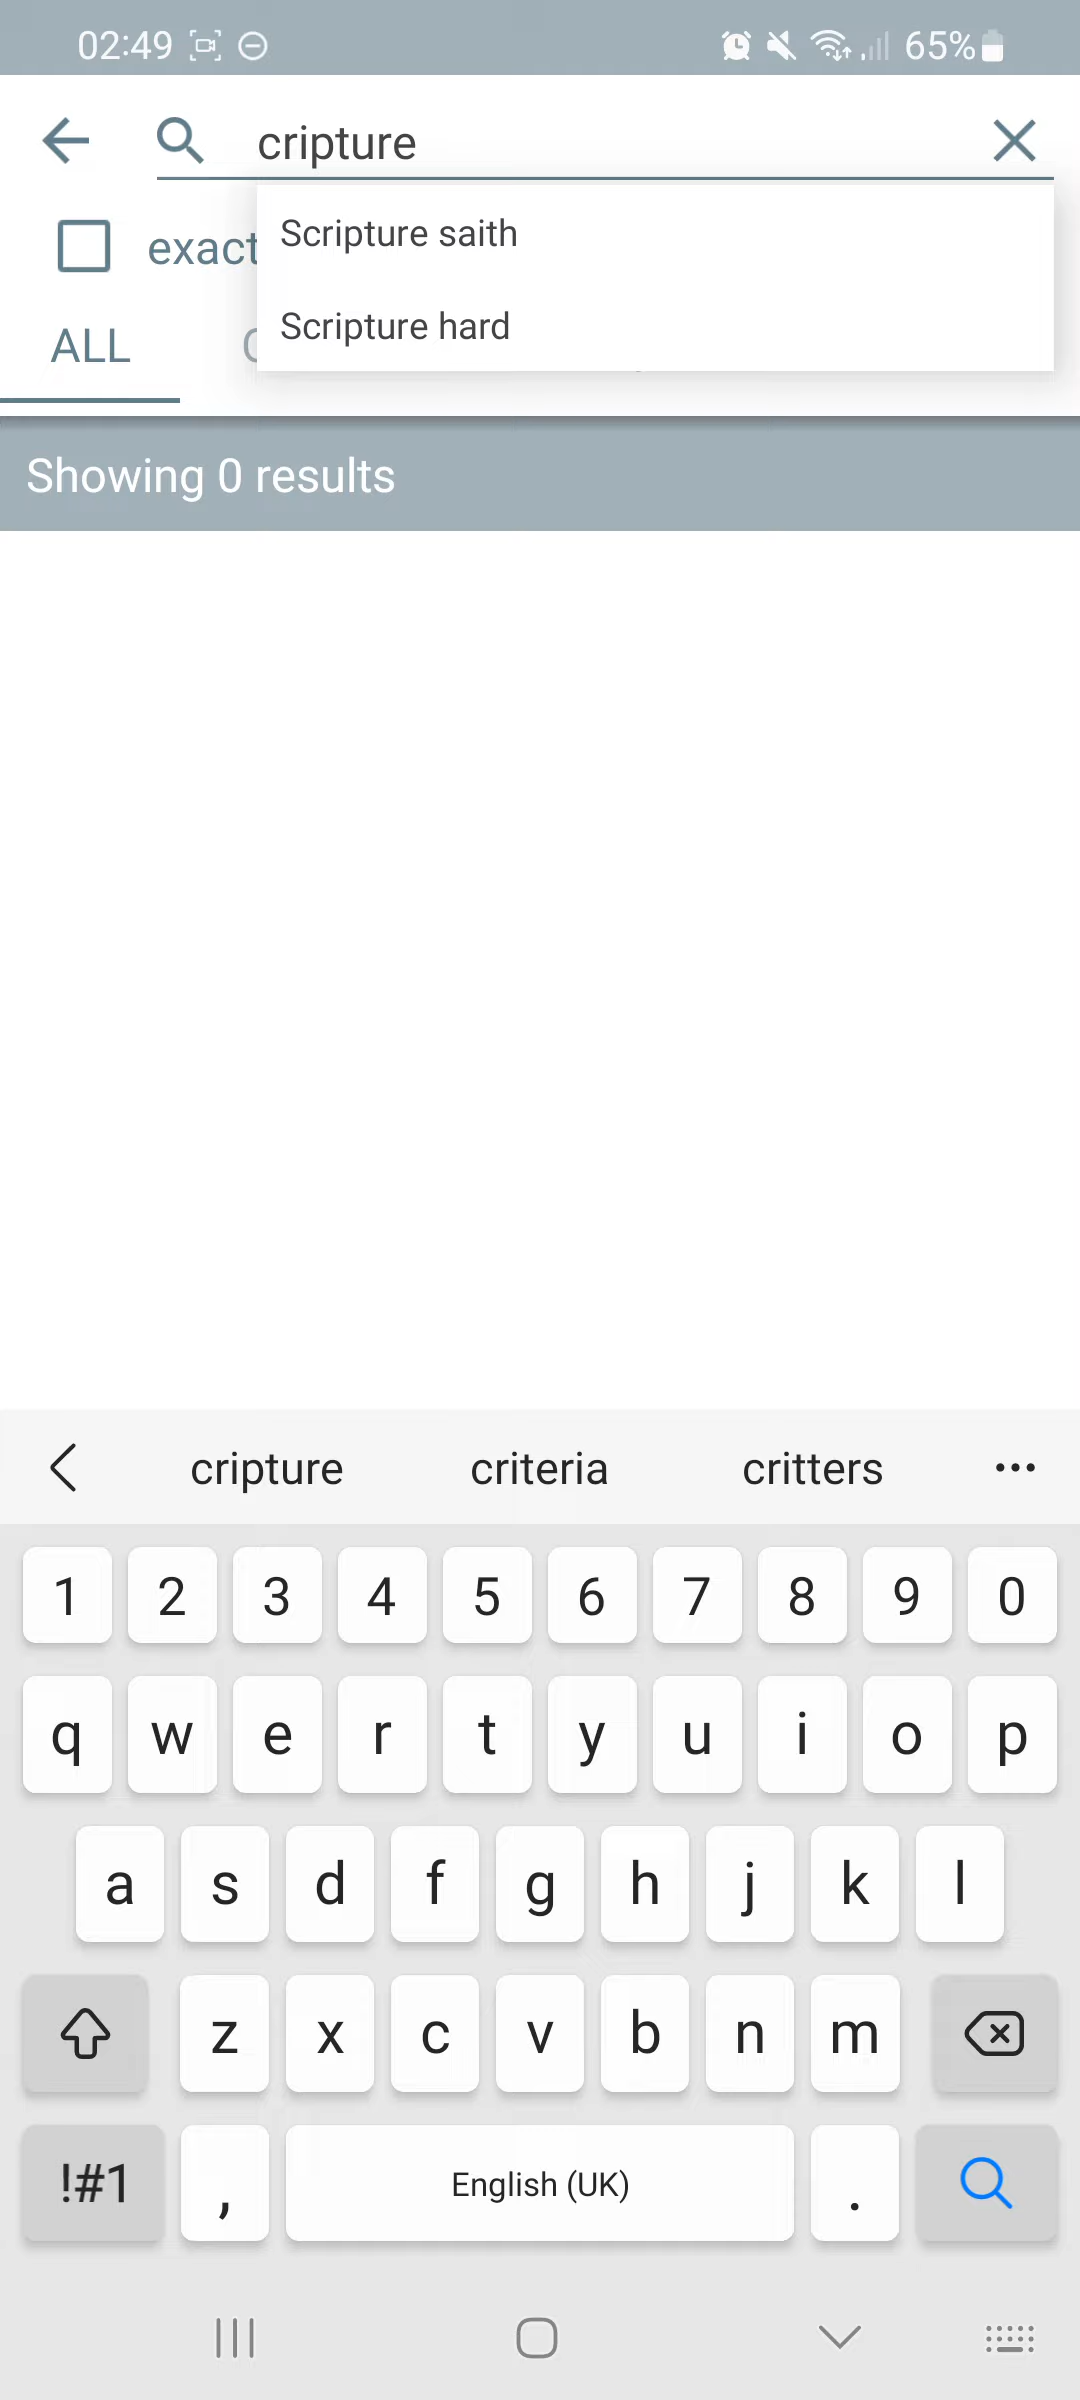 02:49 65%
cripture
Scripture saith
exact
Scripture hard
ALL
Showing 0 results
cripture criteria critters
1 2 3 4 5 6 7 8 9 0
q w e r t y u i o p
a s d f g h j k l
z x c v b n m
!#1 , English (UK) .